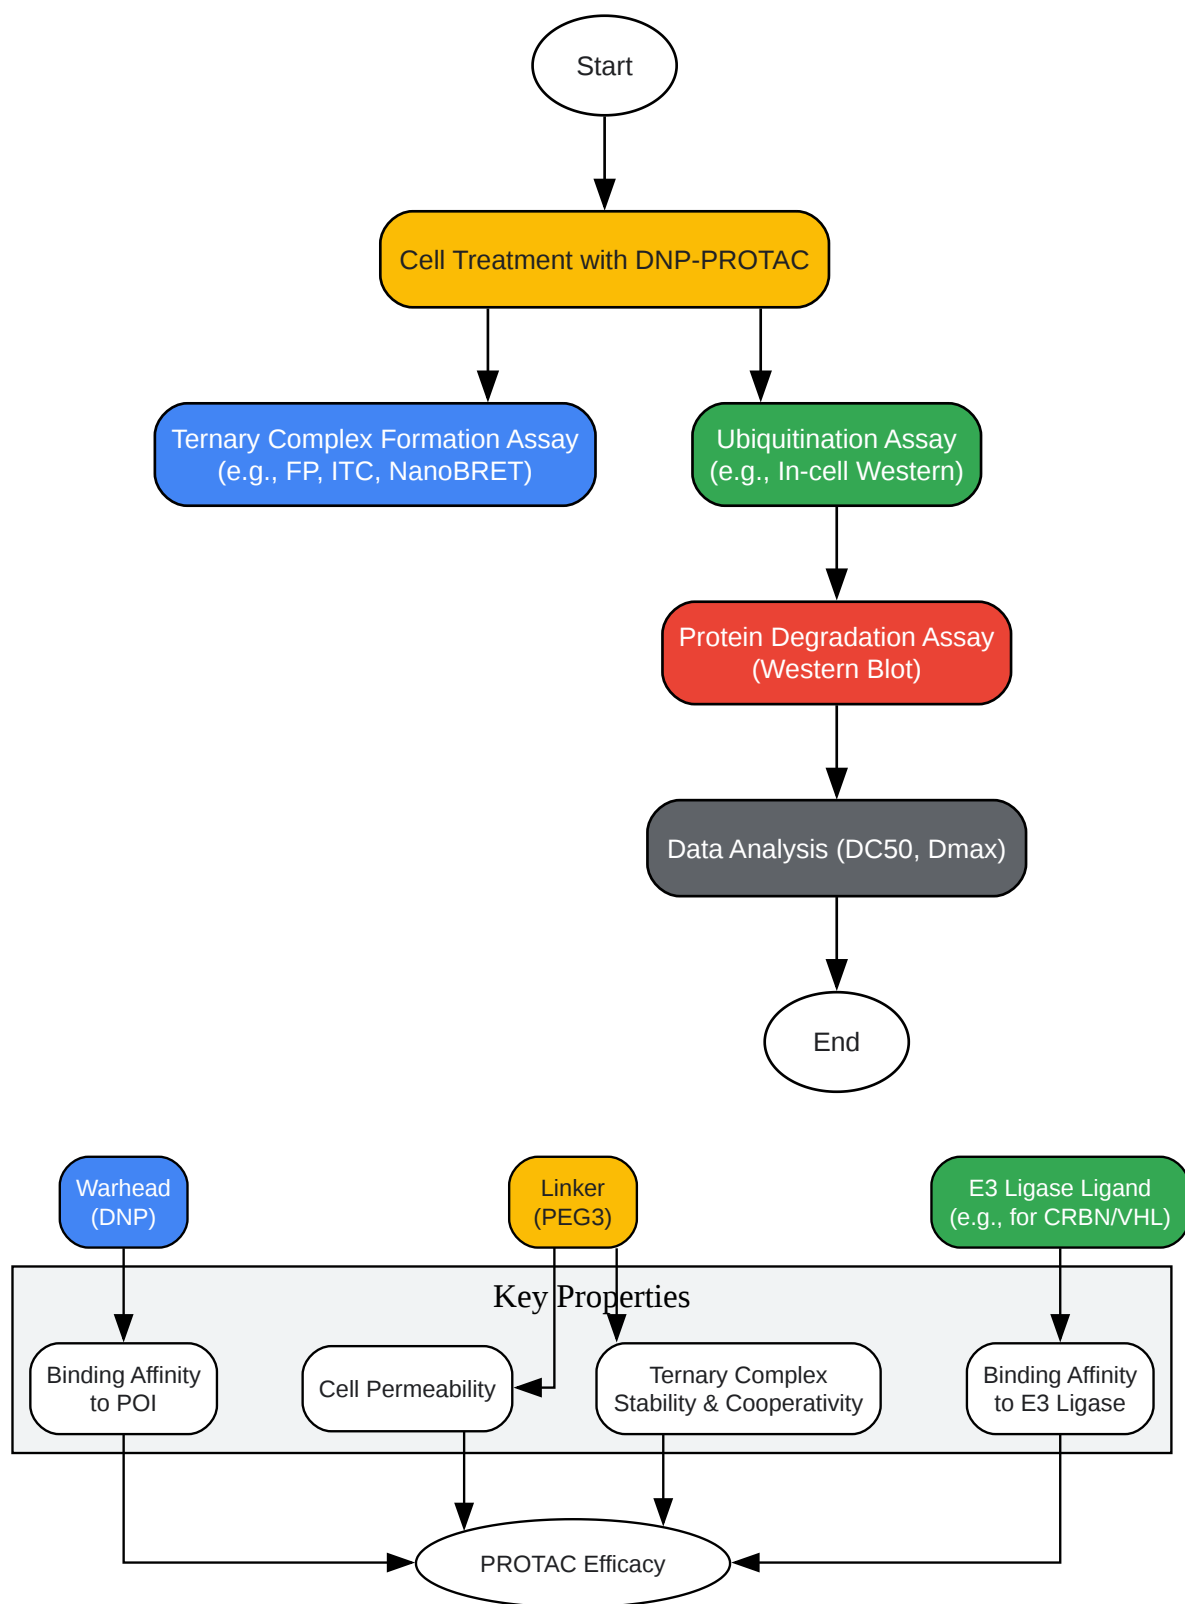 Start
Cell Treatment with DNP-PROTAC
Ternary Complex Formation Assay
(e.g., FP, ITC, NanoBRET)
Ubiquitination Assay
(e.g., In-cell Western)
Protein Degradation Assay
(Western Blot)
Data Analysis (DC50, Dmax)
End
Warhead
(DNP)
Linker
(PEG3)
E3 Ligase Ligand
(e.g., for CRBN/VHL)
Key Properties
Binding Affinity
to POI
Cell Permeability
Ternary Complex
Stability & Cooperativity
Binding Affinity
to E3 Ligase
PROTAC Efficacy